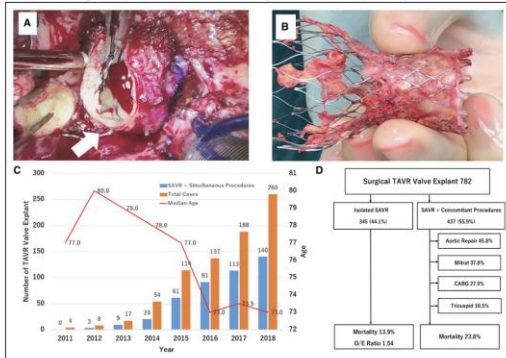 A
B
C
D
SAVR + Simultaneous Procedures
Total Cases
Median Age
Number of TAVR Valve Explant
300
250
200
150
100
50
0
Age
80
79
78
77
76
75
74
73
72
77.0
80.0
79.0
78.0
77.0
73.0
73.5
73.0
0 4
3 8
9 17
20 54
61 114
91 137
113 188
140 260
2011 2012 2013 2014 2015 2016 2017 2018
Year
Surgical TAVR Valve Explant 782
Isolated SAVR
345 (44.1%)
SAVR + Concomitant Procedures
437 (55.9%)
Aortic Repair 45.8%
Mitral 37.8%
CABG 27.9%
Tricuspid 10.5%
Mortality 13.9%
O/E Ratio 1.54
Mortality 23.8%